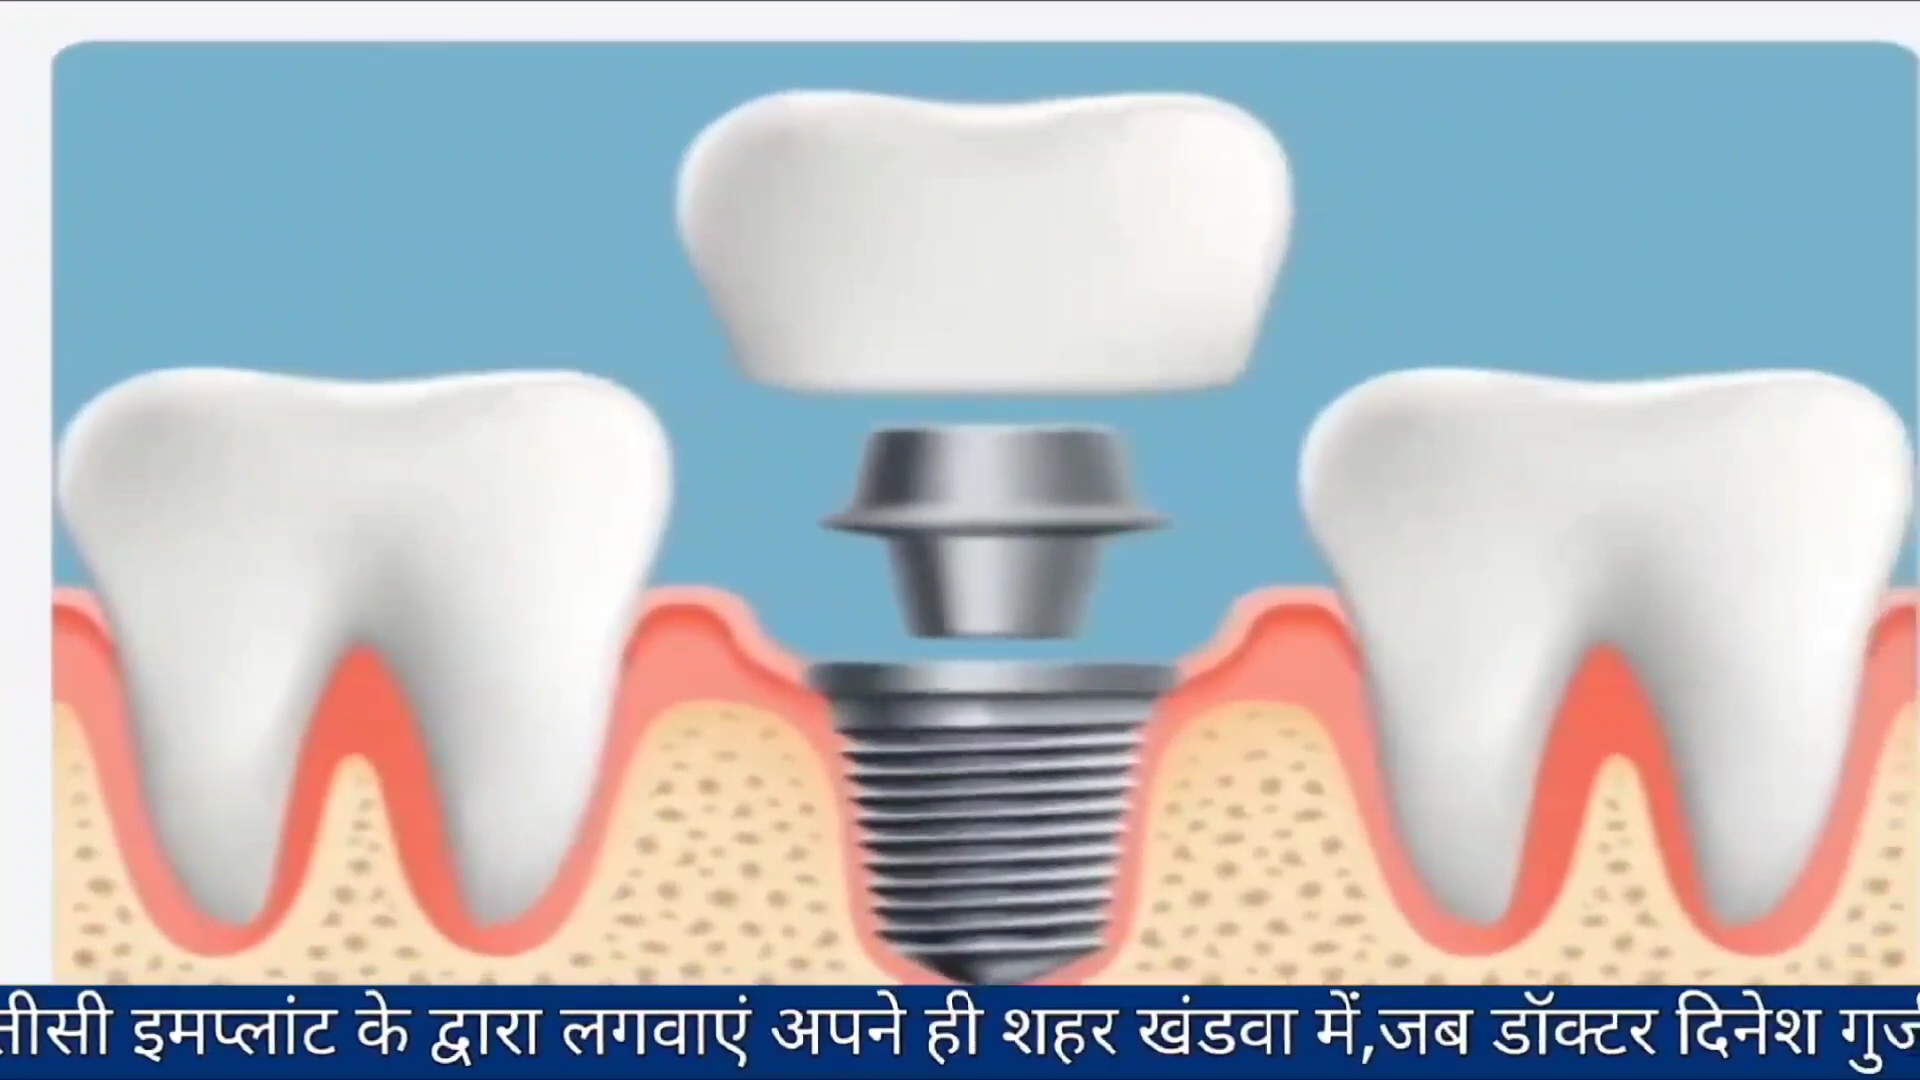 इमप्लांट के द्वारा लगवाएं अपने ही शहर खंडवा में,जब डॉक्टर दिनेश